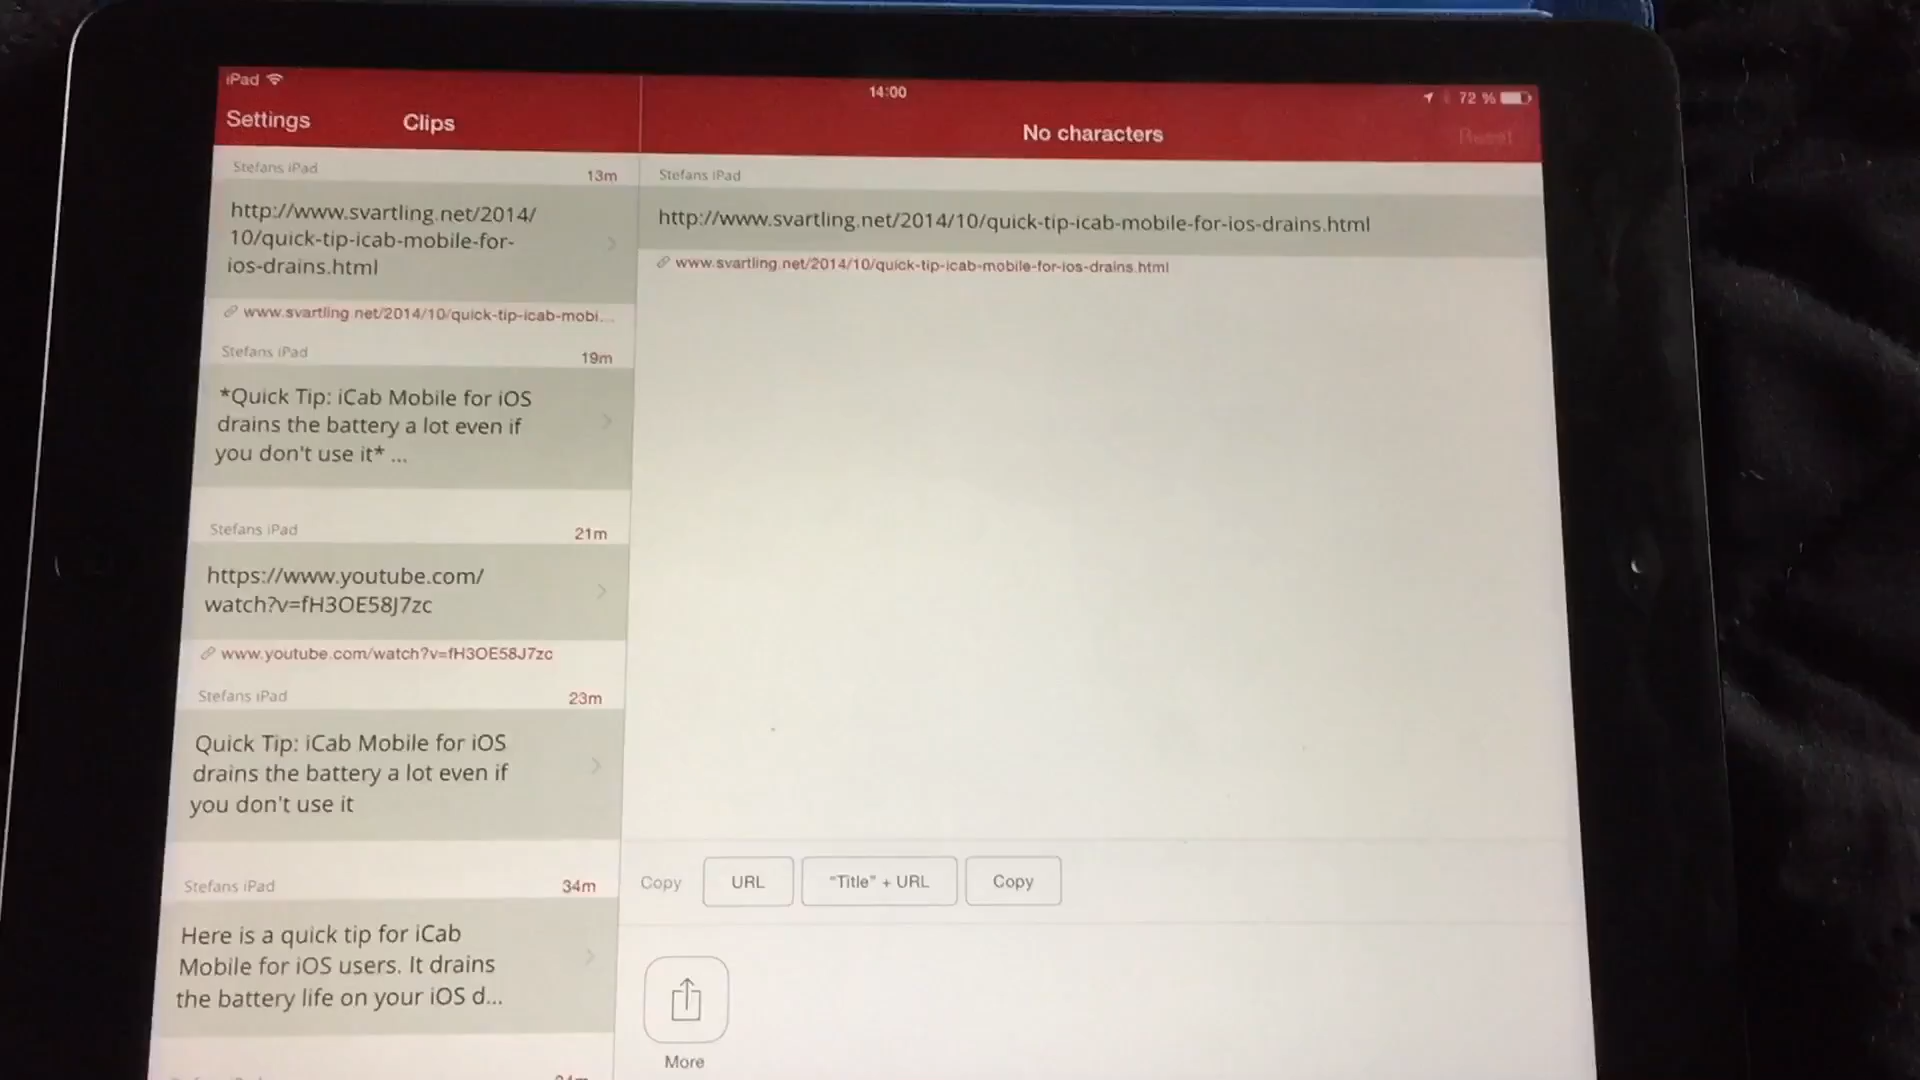 iPad
14:00
72 %
Settings
Clips
No characters
Reset
Stefans iPad
13m
http://www.svartling.net/2014/
10/quick-tip-icab-mobile-for-
ios-drains.html
www.svartling.net/2014/10/quick-tip-icab-mobi...
Stefans iPad
19m
*Quick Tip: iCab Mobile for iOS
drains the battery a lot even if
you don't use it* ...
Stefans iPad
21m
https://www.youtube.com/
watch?v=fH3OE58J7zc
www.youtube.com/watch?v=fH3OE58J7zc
Stefans iPad
23m
Quick Tip: iCab Mobile for iOS
drains the battery a lot even if
you don't use it
Stefans iPad
34m
Here is a quick tip for iCab
Mobile for iOS users. It drains
the battery life on your iOS d...
Stefans iPad
http://www.svartling.net/2014/10/quick-tip-icab-mobile-for-ios-drains.html
www.svartling.net/2014/10/quick-tip-icab-mobile-for-ios-drains.html
Copy
URL
"Title" + URL
Copy
More